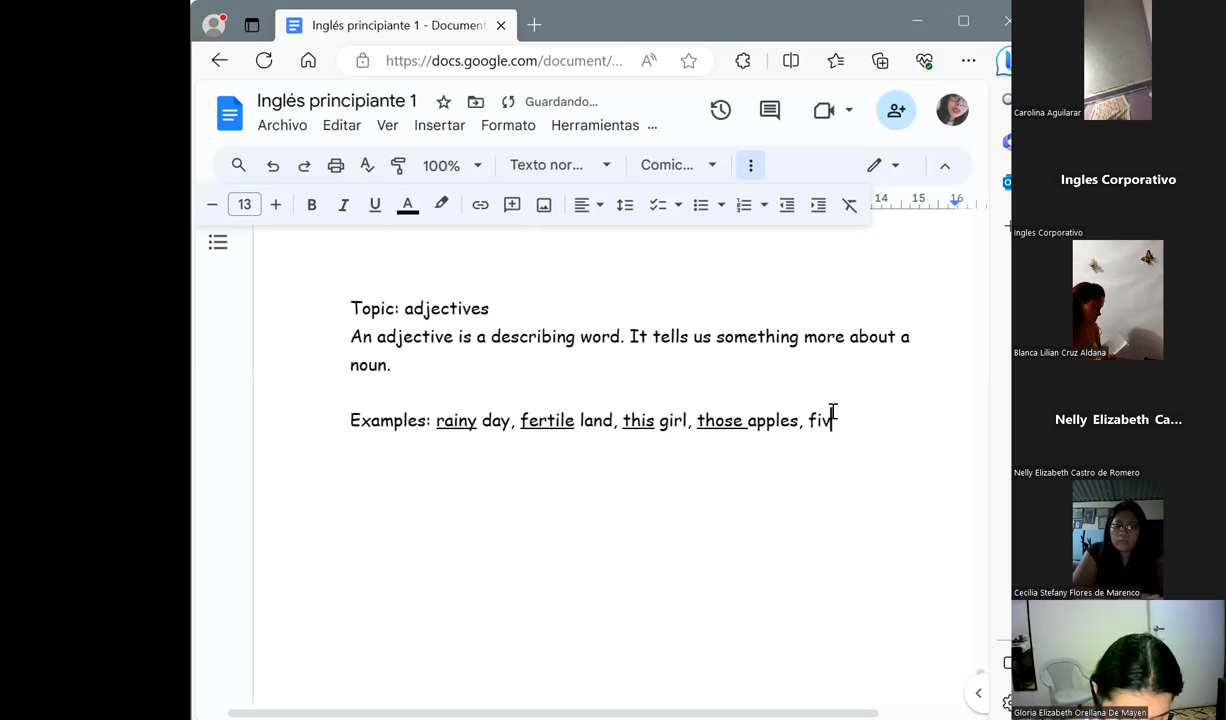 Inglés principiante 1 - Document
https://docs.google.com/document/...
Inglés principiante 1
Guardando...
Archivo Editar Ver Insertar Formato Herramientas ...
100% Texto nor... Comic...
13
14 15 16
Topic: adjectives
An adjective is a describing word. It tells us something more about a
noun.
Examples: rainy day, fertile land, this girl, those apples, fiv
Carolina Aguilarar
Ingles Corporativo
Ingles Corporativo
Blanca Lilian Cruz Aldana
Nelly Elizabeth Ca...
Nelly Elizabeth Castro de Romero
Cecilia Stefany Flores de Marenco
Gloria Elizabeth Orellana De Mayen